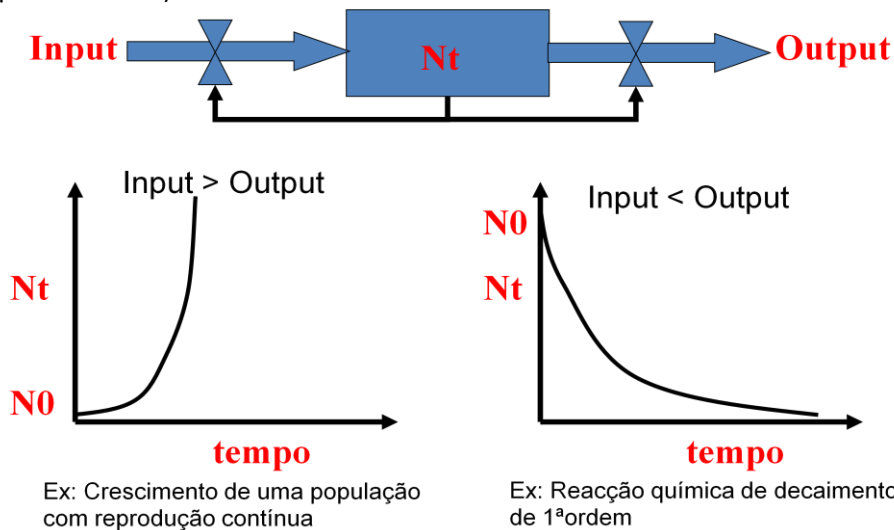 Input
Nt
Output
Input > Output
Nt
N0
tempo
Ex: Crescimento de uma população
com reprodução contínua
Input < Output
N0
Nt
tempo
Ex: Reacção química de decaimento
de 1ªordem